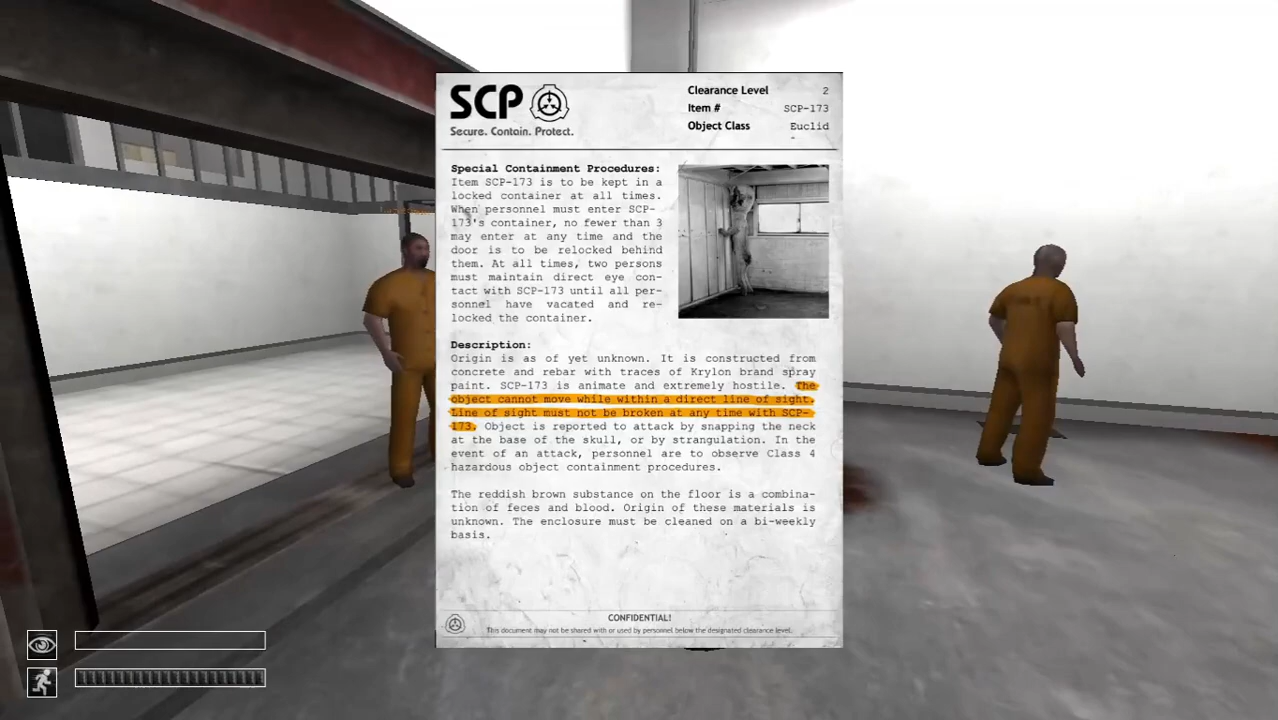 SCP
Secure. Contain. Protect.
Clearance Level 2
Item # SCP-173
Object Class Euclid
Special Containment Procedures:
Item SCP-173 is to be kept in a
locked container at all times.
When personnel must enter SCP-
173's container, no fewer than 3
may enter at any time and the
door is to be relocked behind
them. At all times, two persons
must maintain direct eye con-
tact with SCP-173 until all per-
sonnel have vacated and re-
locked the container.
Description:
Origin is as of yet unknown. It is constructed from
concrete and rebar with traces of Krylon brand spray
paint. SCP-173 is animate and extremely hostile. The
object cannot move while within a direct line of sight.
Line of sight must not be broken at any time with SCP-
173. Object is reported to attack by snapping the neck
at the base of the skull, or by strangulation. In the
event of an attack, personnel are to observe Class 4
hazardous object containment procedures.
The reddish brown substance on the floor is a combina-
tion of feces and blood. Origin of these materials is
unknown. The enclosure must be cleaned on a bi-weekly
basis.
CONFIDENTIAL!
This document may not be shared with or used by personnel below the designated clearance level.